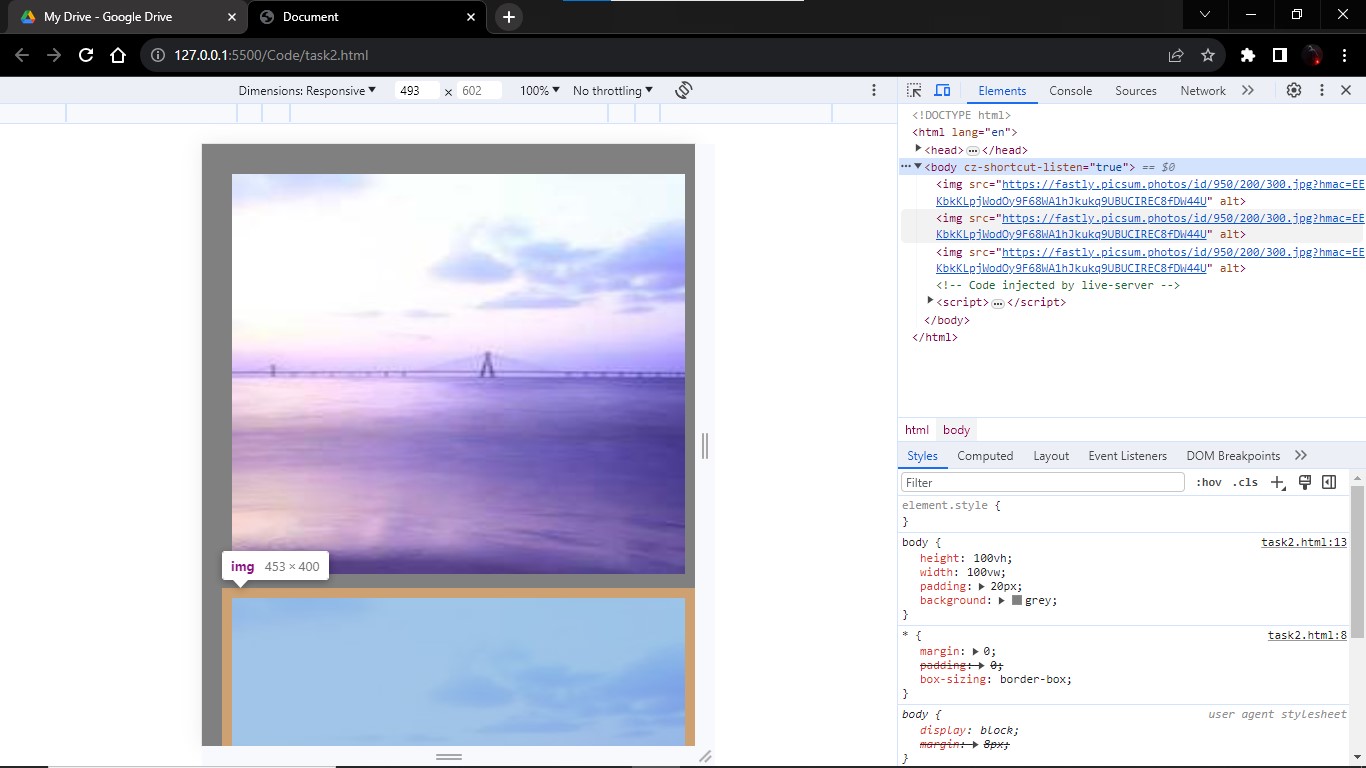 My Drive - Google Drive
Document
127.0.0.1:5500/Code/task2.html
Dimensions: Responsive 493 x 602 100% No throttling
Elements Console Sources Network
<!DOCTYPE html>
<html lang="en">
<head> … </head>
<body cz-shortcut-listen="true"> == $0
<img src="https://fastly.picsum.photos/id/950/200/300.jpg?hmac=EE
KbkKLpjWodOy9F68WA1hJkukq9UBUCIREC8fDW44U" alt>
<img src="https://fastly.picsum.photos/id/950/200/300.jpg?hmac=EE
KbkKLpjWodOy9F68WA1hJkukq9UBUCIREC8fDW44U" alt>
<img src="https://fastly.picsum.photos/id/950/200/300.jpg?hmac=EE
KbkKLpjWodOy9F68WA1hJkukq9UBUCIREC8fDW44U" alt>
<!-- Code injected by live-server -->
<script> … </script>
</body>
</html>
html body
Styles Computed Layout Event Listeners DOM Breakpoints
Filter :hov .cls
element.style {
}
body { task2.html:13
height: 100vh;
width: 100vw;
padding: 20px;
background: grey;
}
* { task2.html:8
margin: 0;
padding: 0;
box-sizing: border-box;
}
body { user agent stylesheet
display: block;
margin: 8px;
}
img 453 × 400